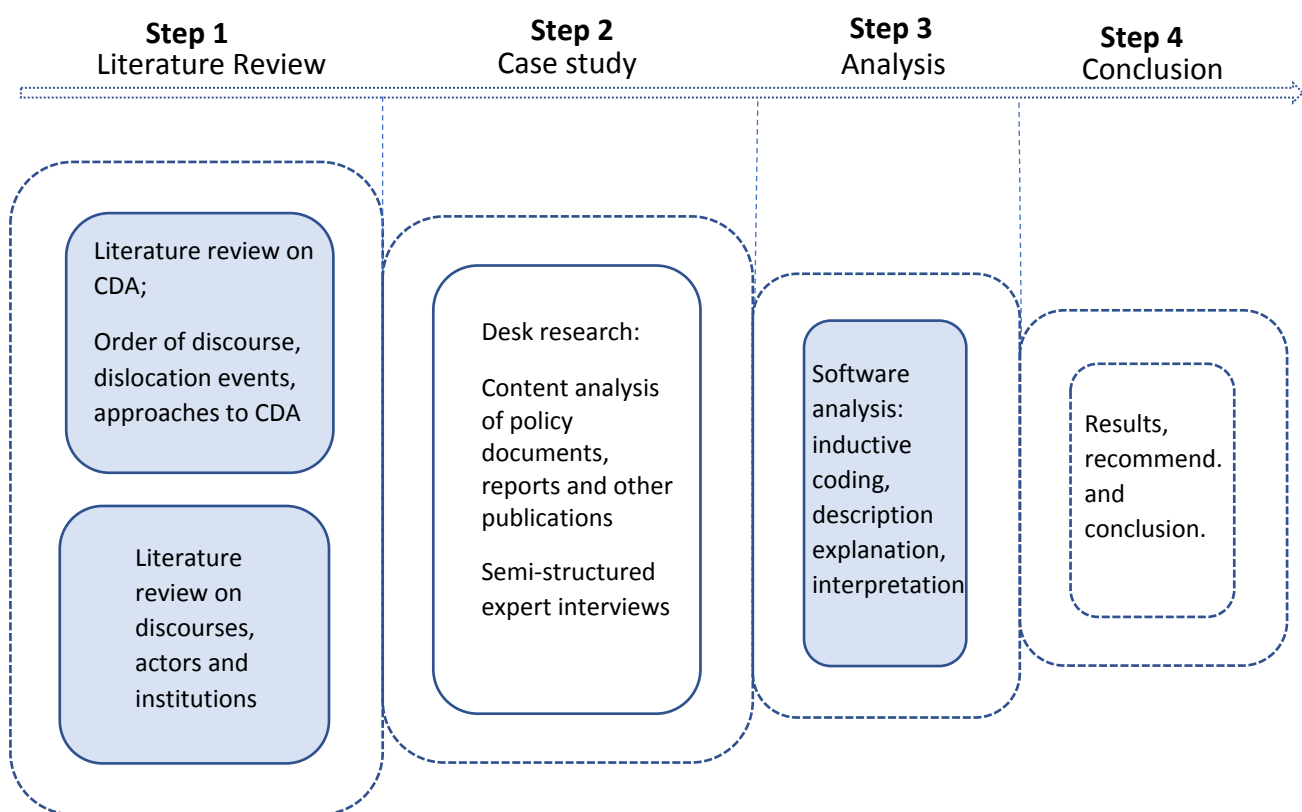 Step 1
Literature Review
Step 2
Case study
Step 3
Analysis
Step 4
Conclusion
Literature review on
CDA;
Order of discourse,
dislocation events,
approaches to CDA
Literature
review on
discourses,
actors and
institutions
Desk research:
Content analysis
of policy
documents,
reports and other
publications
Semi-structured
expert interviews
Software
analysis:
inductive
coding,
description
explanation,
interpretation
Results,
recommend.
and
conclusion.